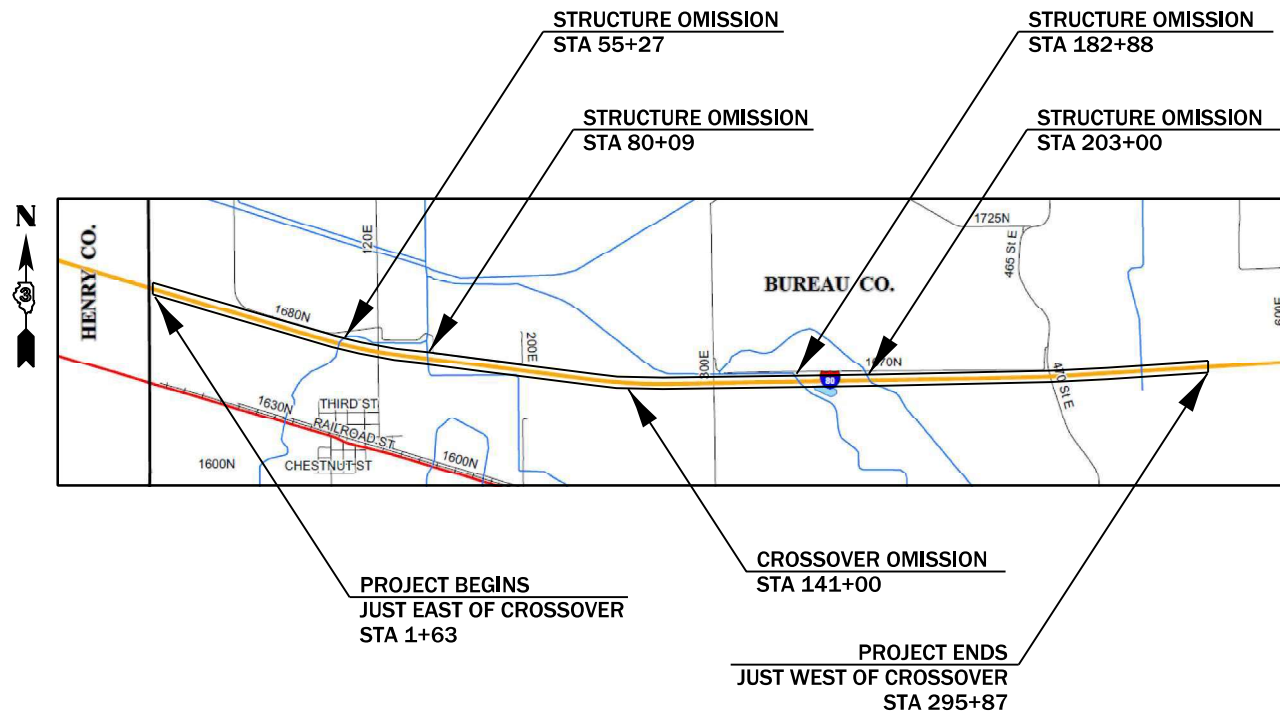 STRUCTURE OMISSION
STA 55+27
STRUCTURE OMISSION
STA 182+88
STRUCTURE OMISSION
STA 80+09
STRUCTURE OMISSION
STA 203+00
N
3
HENRY CO.
120E
1725N
465 St E
BUREAU CO.
1680N
200E
1670N
80
470 St E
1630N
THIRD ST
RAILROAD ST
1600N
CHESTNUT ST
1600N
CROSSOVER OMISSION
STA 141+00
PROJECT BEGINS
JUST EAST OF CROSSOVER
STA 1+63
PROJECT ENDS
JUST WEST OF CROSSOVER
STA 295+87